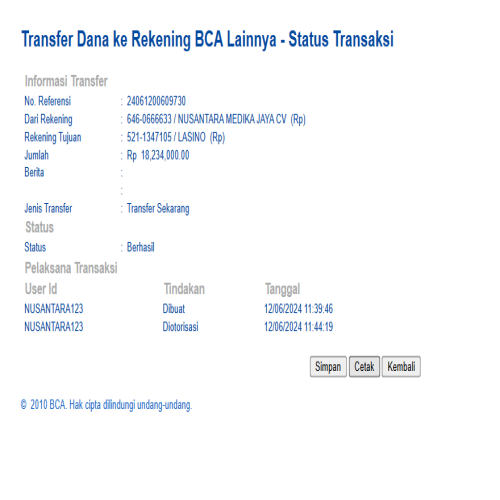 Transfer Dana ke Rekening BCA Lainnya - Status Transaksi
Informasi Transfer
No. Referensi : 24061200609730
Dari Rekening : 646-0666633 / NUSANTARA MEDIKA JAYA CV (Rp)
Rekening Tujuan : 521-1347105 / LASINO (Rp)
Jumlah : Rp 18,234,000.00
Berita :
:
Jenis Transfer : Transfer Sekarang
Status
Status : Berhasil
Pelaksana Transaksi
User Id Tindakan Tanggal
NUSANTARA123 Dibuat 12/06/2024 11:39:46
NUSANTARA123 Diotorisasi 12/06/2024 11:44:19
Simpan Cetak Kembali
© 2010 BCA. Hak cipta dilindungi undang-undang.